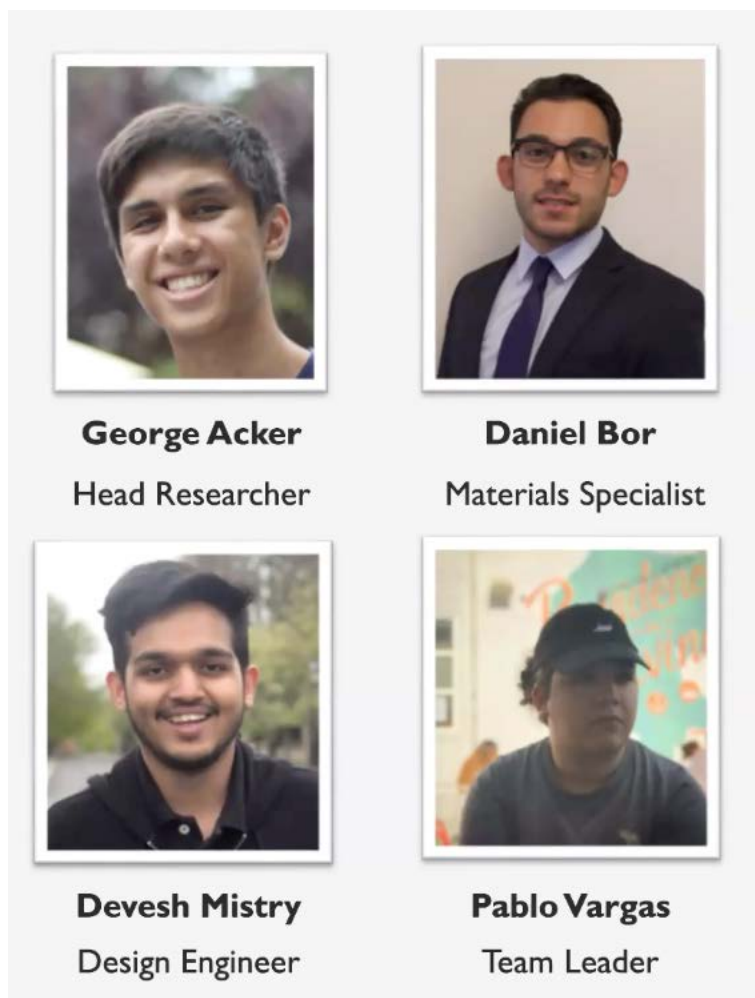 George Acker
Daniel Bor
Head Researcher
Materials Specialist
Devesh Mistry
Pablo Vargas
Design Engineer
Team Leader